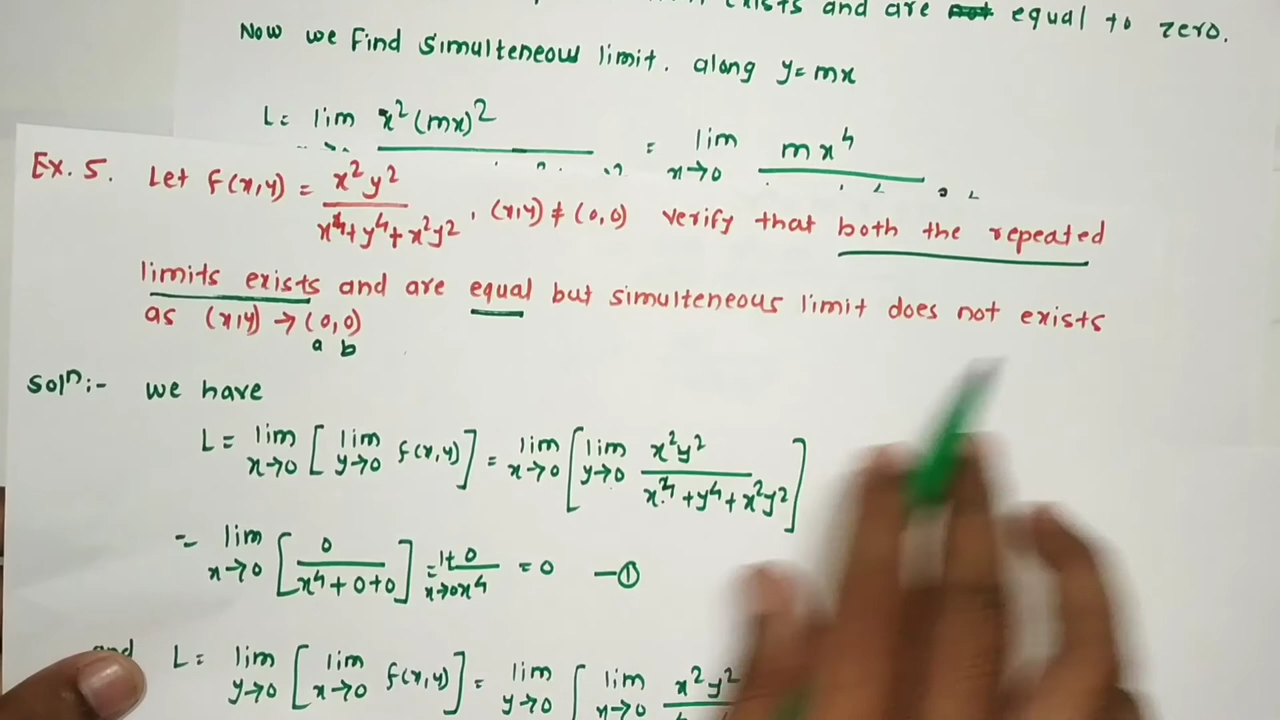 exists and are equal to zero.
Now we find simulteneous limit. along y=mx
L= lim x²(mx)² = lim x→0 mx⁴
Ex. 5. Let f(x,y) = x²y² / x⁴+y⁴+x²y² , (x,y) ≠ (0,0) verify that both the repeated
limits exists and are equal but simulteneous limit does not exists
as (x,y) → (0,0)
a b
Solⁿ:- we have
L= lim x→0 [ lim y→0 f(x,y) ] = lim x→0 [ lim y→0 x²y² / x⁴+y⁴+x²y² ]
= lim x→0 [ 0 / x⁴+0+0 ] = lt x→0 0/x⁴ = 0 —①
and L= lim y→0 [ lim x→0 f(x,y) ] = lim y→0 [ lim x→0 x²y²